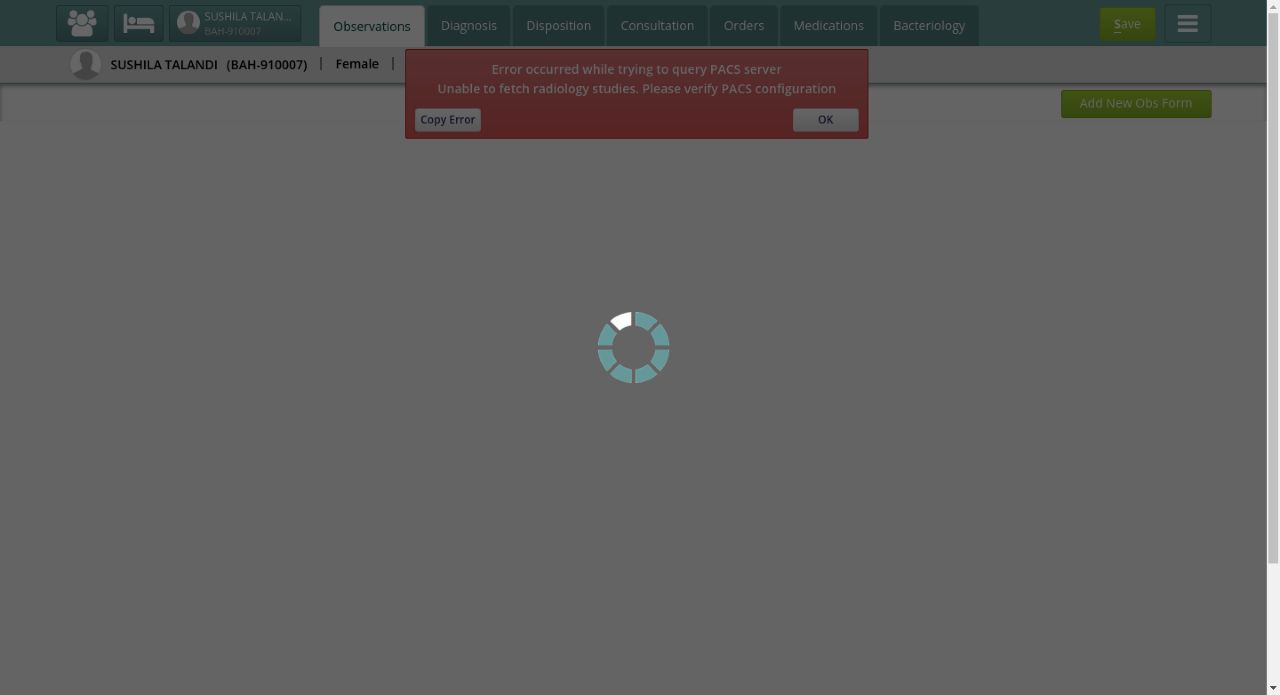 SUSHILA TALAN...
BAH-910007
Observations
Diagnosis
Disposition
Consultation
Orders
Medications
Bacteriology
Save
SUSHILA TALANDI (BAH-910007) | Female |
Error occurred while trying to query PACS server
Unable to fetch radiology studies. Please verify PACS configuration
Copy Error
OK
Add New Obs Form